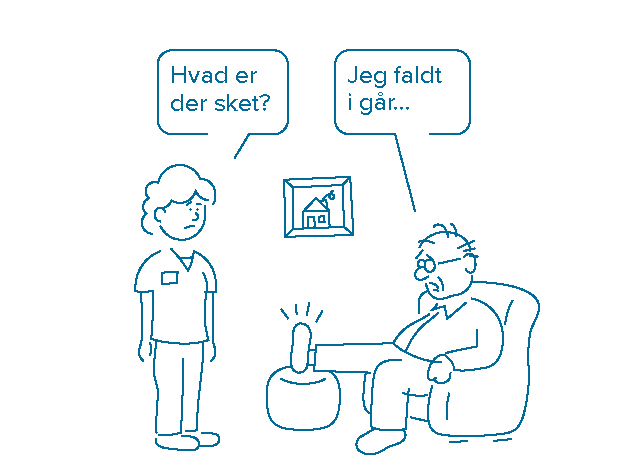 Hvad er
der sket?
Jeg faldt
i går...